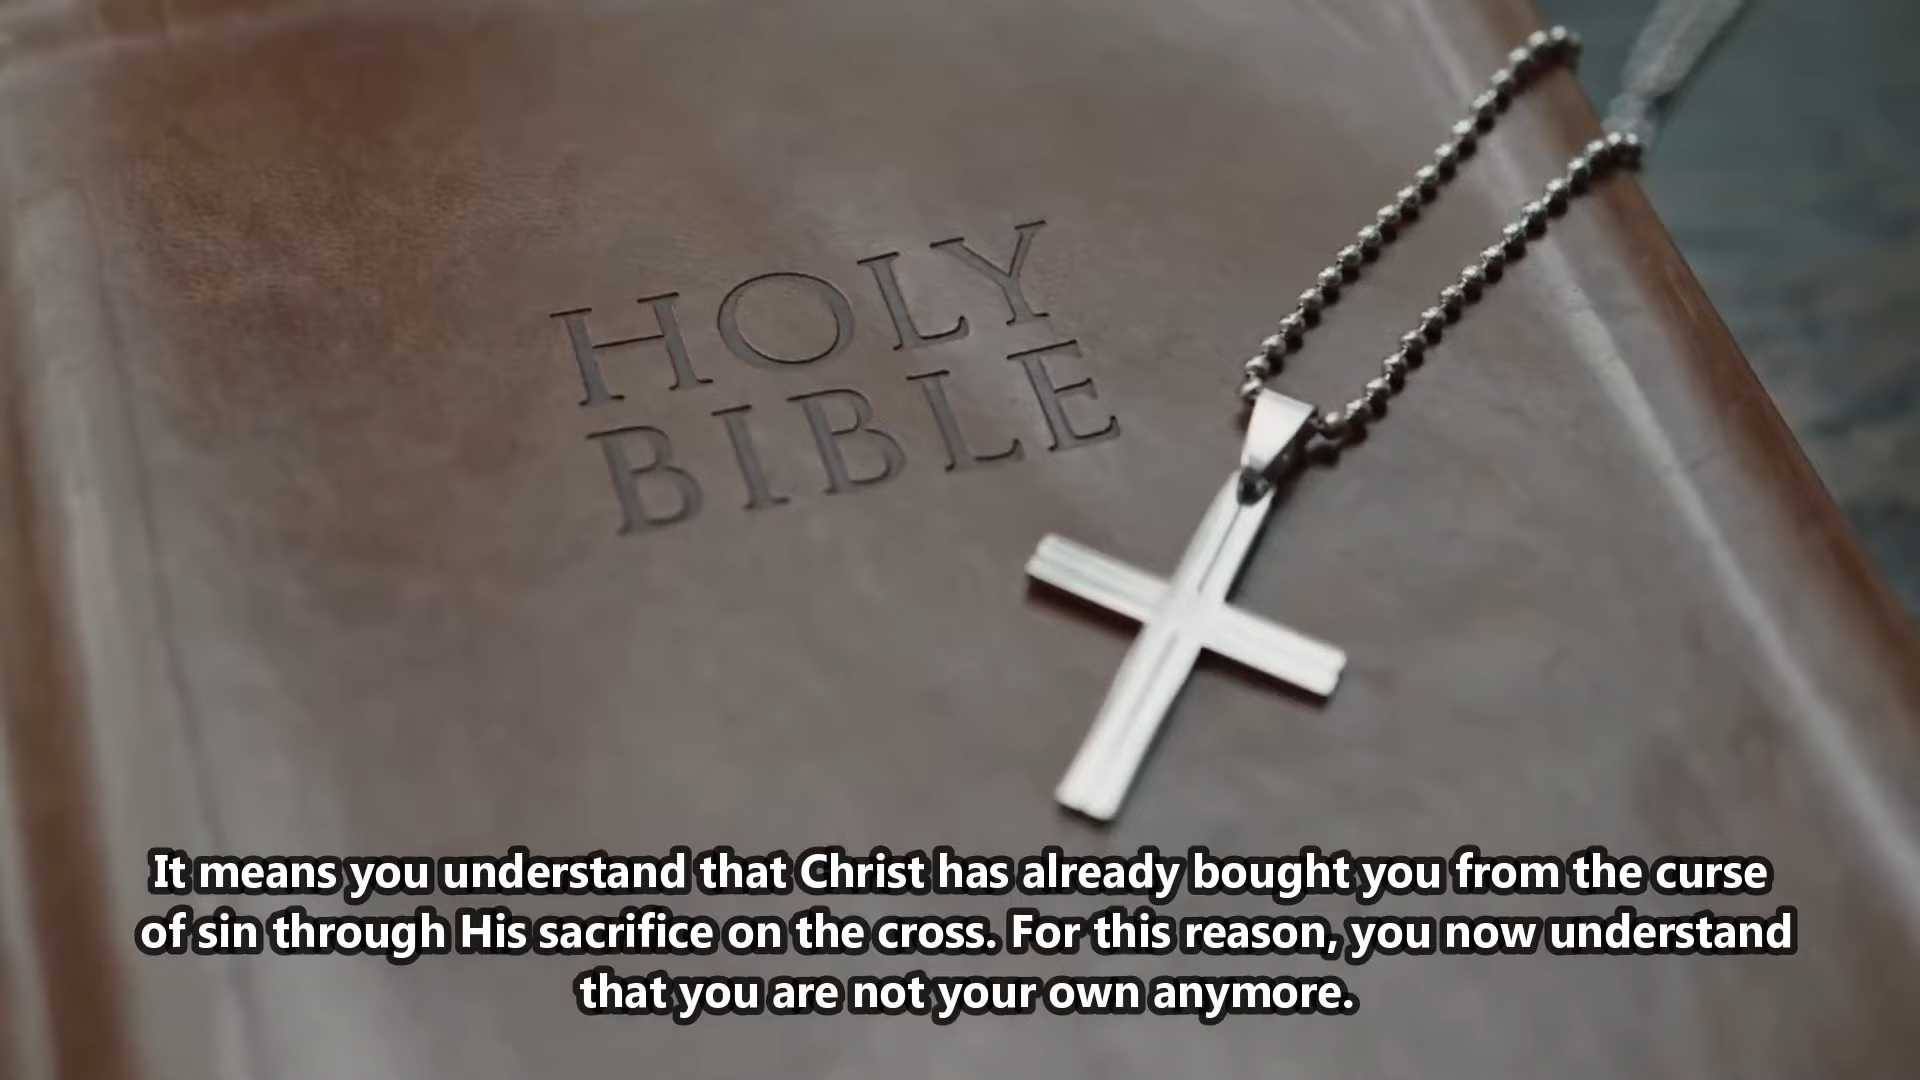 HOLY
BIBLE
It means you understand that Christ has already bought you from the curse
of sin through His sacrifice on the cross. For this reason, you now understand
that you are not your own anymore.